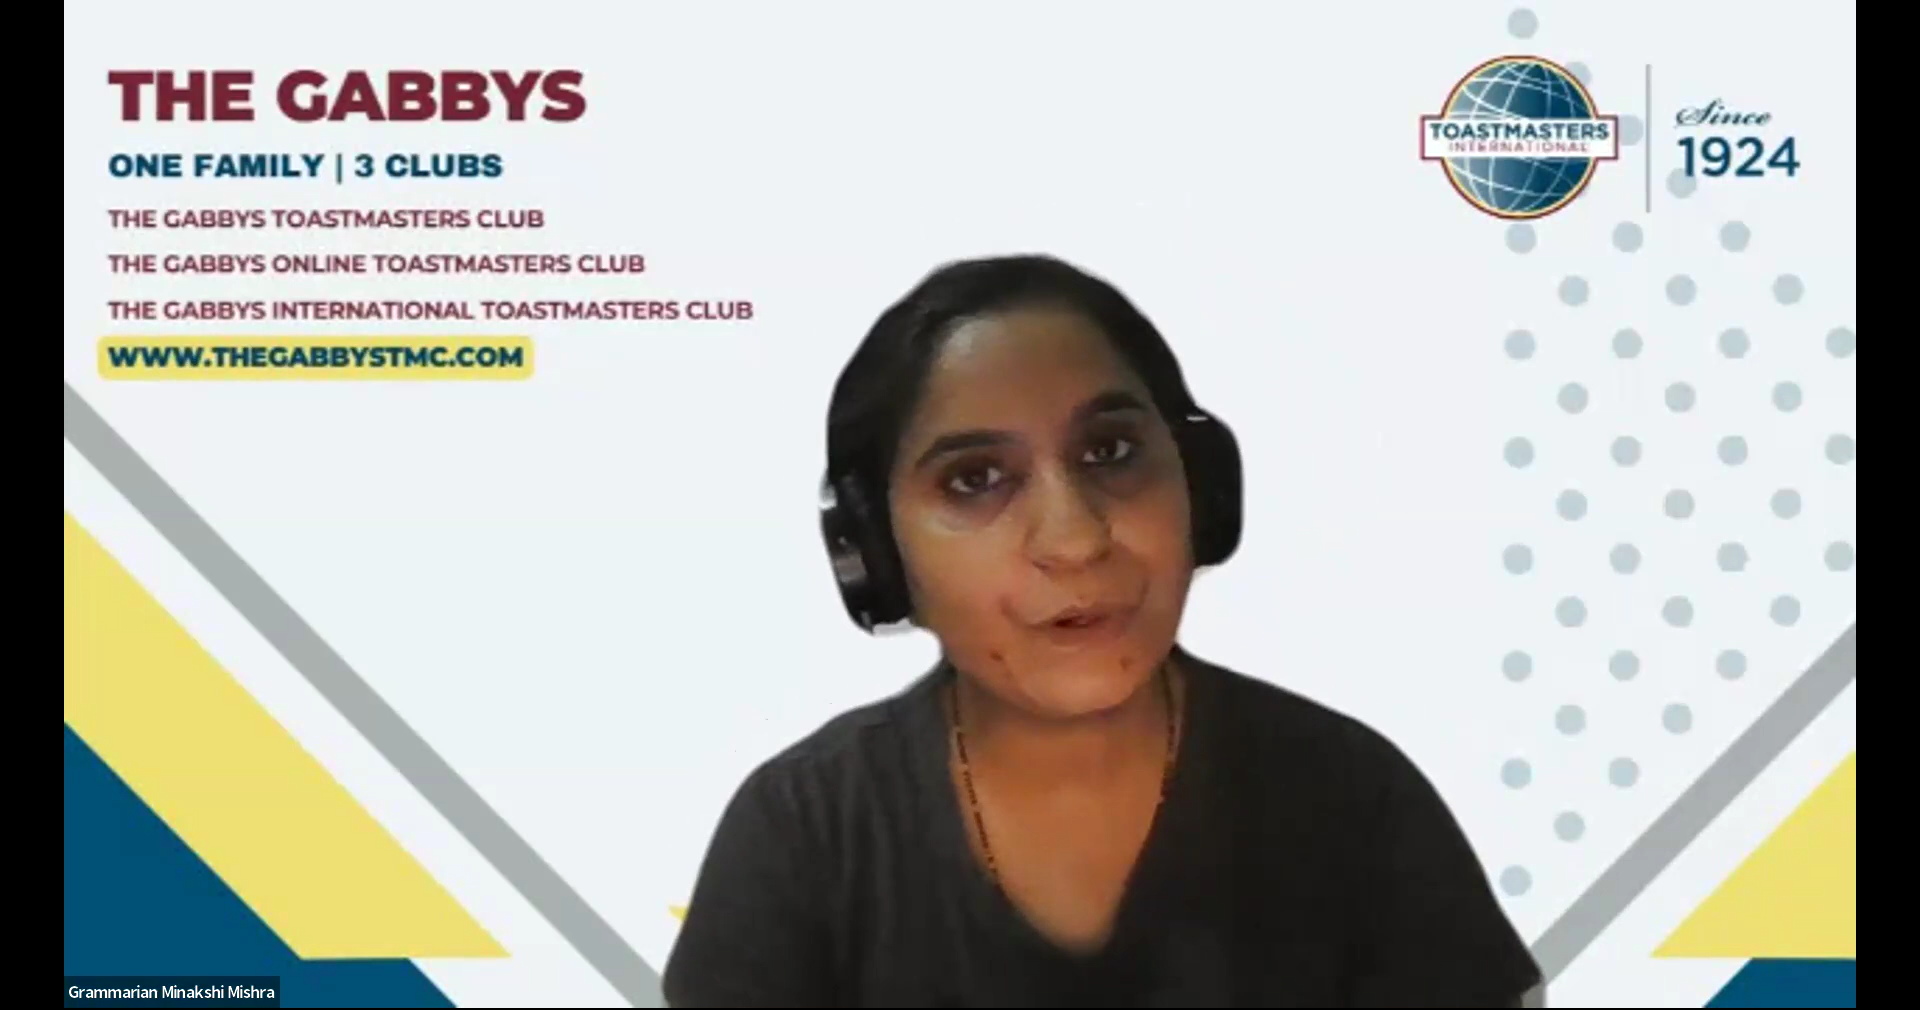 THE GABBYS
ONE FAMILY | 3 CLUBS
THE GABBYS TOASTMASTERS CLUB
THE GABBYS ONLINE TOASTMASTERS CLUB
THE GABBYS INTERNATIONAL TOASTMASTERS CLUB
WWW.THEGABBYSTMC.COM
TOASTMASTERS
INTERNATIONAL
Since
1924
Grammarian Minakshi Mishra